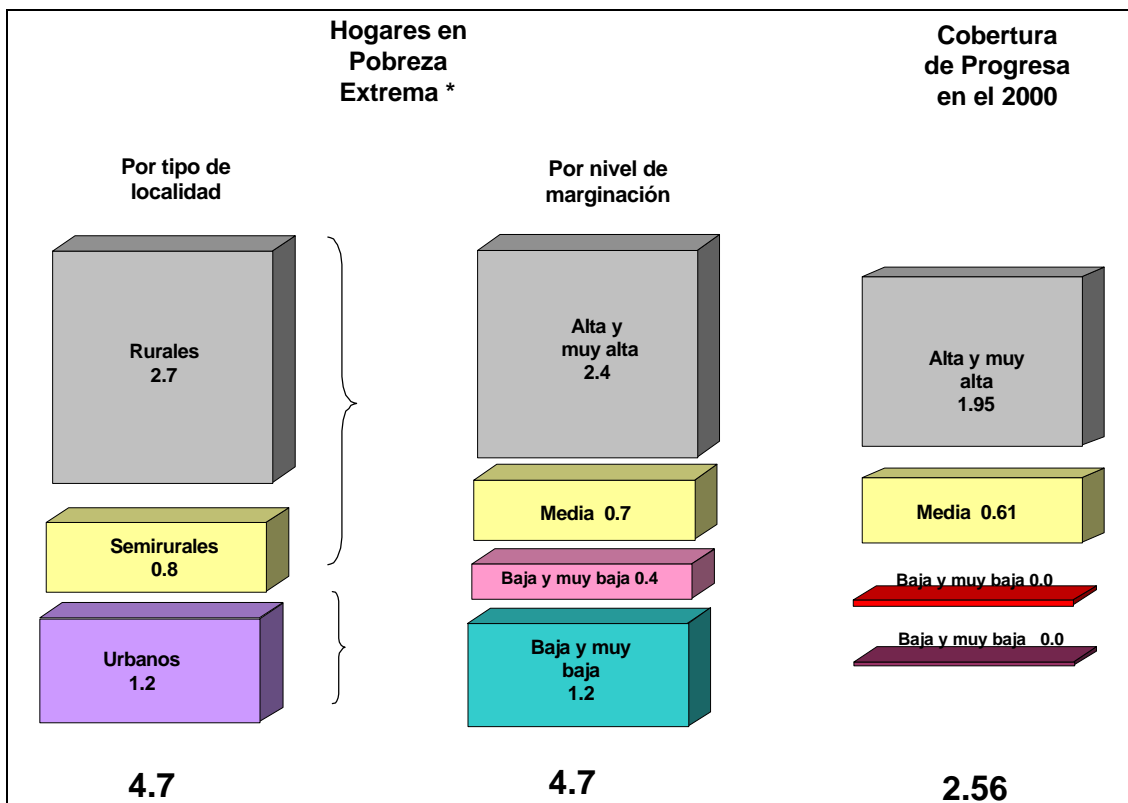 Hogares en
Pobreza
Extrema *
Cobertura
de Progresa
en el 2000
Por tipo de
localidad
Por nivel de
marginación
Rurales
2.7
Semirurales
0.8
Urbanos
1.2
4.7
Alta y
muy alta
2.4
Media 0.7
Baja y muy baja 0.4
Baja y muy
baja
1.2
4.7
Alta y muy
alta
1.95
Media 0.61
Baja y muy baja 0.0
Baja y muy baja 0.0
2.56